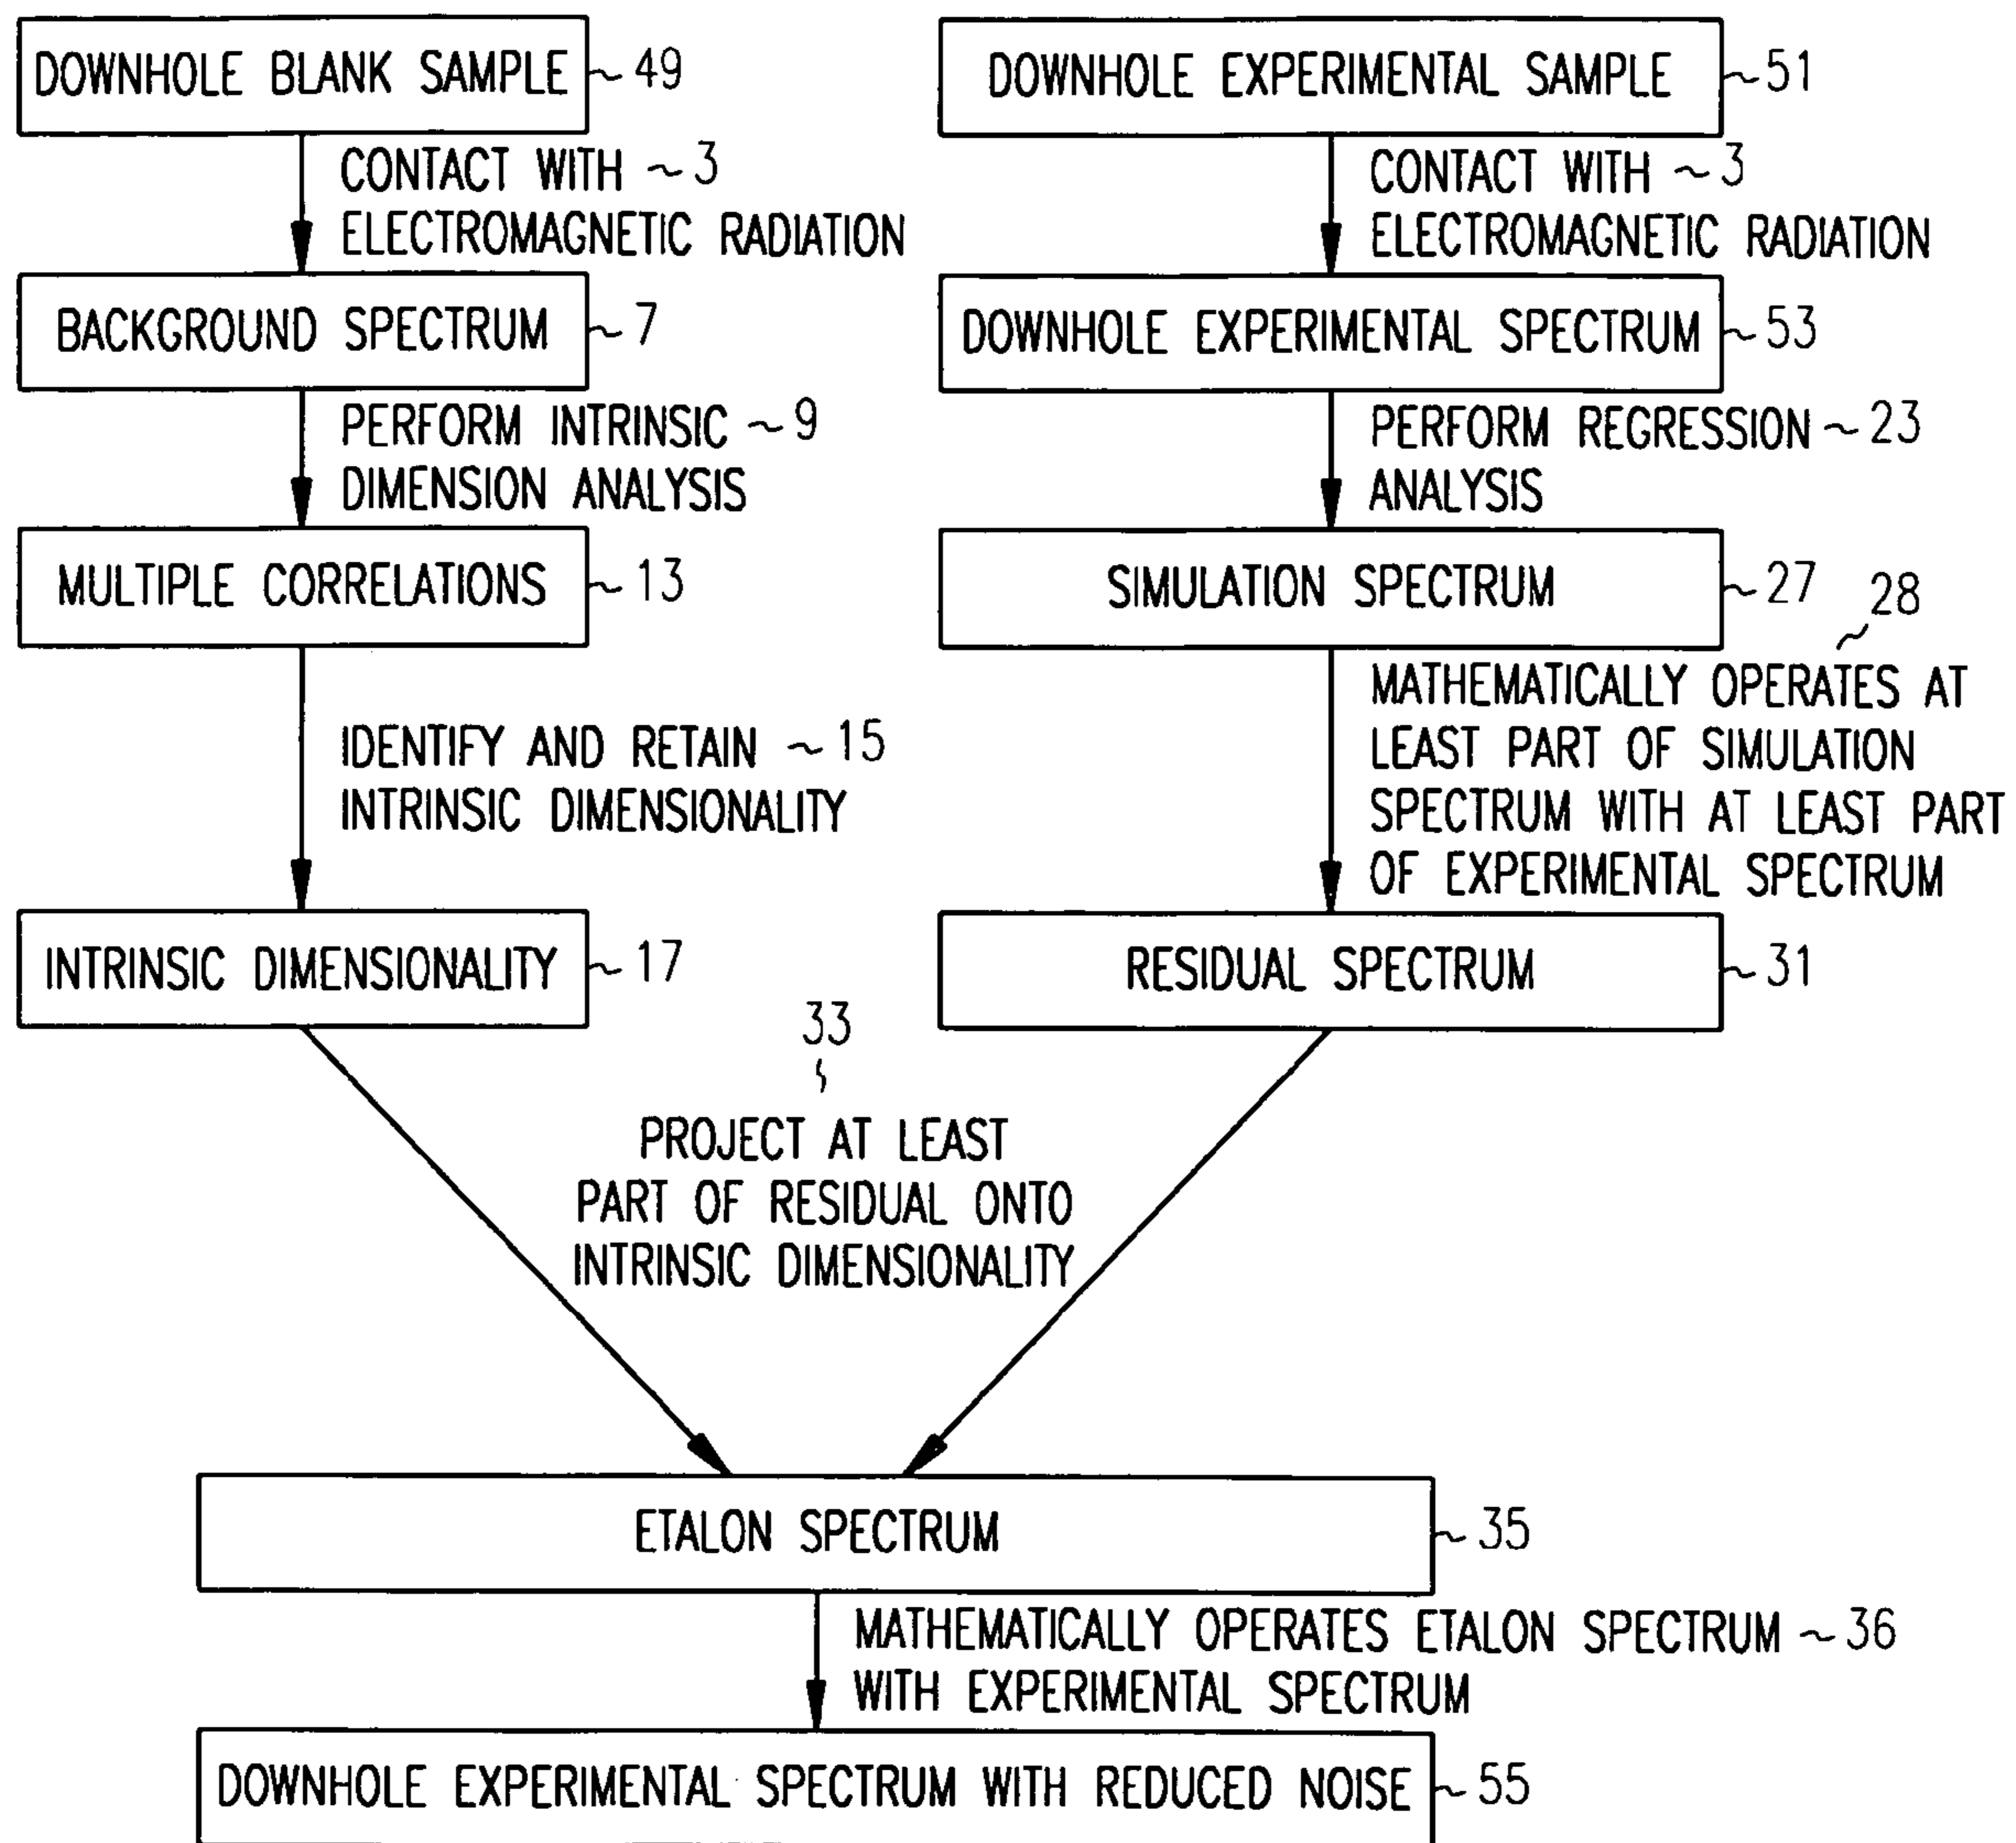 DOWNHOLE BLANK SAMPLE ~49
CONTACT WITH ~3
ELECTROMAGNETIC RADIATION
BACKGROUND SPECTRUM ~7
PERFORM INTRINSIC ~9
DIMENSION ANALYSIS
MULTIPLE CORRELATIONS ~13
IDENTIFY AND RETAIN ~15
INTRINSIC DIMENSIONALITY
INTRINSIC DIMENSIONALITY ~17
DOWNHOLE EXPERIMENTAL SAMPLE ~51
CONTACT WITH ~3
ELECTROMAGNETIC RADIATION
DOWNHOLE EXPERIMENTAL SPECTRUM ~53
PERFORM REGRESSION ~23
ANALYSIS
SIMULATION SPECTRUM ~27
28
MATHEMATICALLY OPERATES AT
LEAST PART OF SIMULATION
SPECTRUM WITH AT LEAST PART
OF EXPERIMENTAL SPECTRUM
RESIDUAL SPECTRUM ~31
33
PROJECT AT LEAST
PART OF RESIDUAL ONTO
INTRINSIC DIMENSIONALITY
ETALON SPECTRUM ~35
MATHEMATICALLY OPERATES ETALON SPECTRUM ~36
WITH EXPERIMENTAL SPECTRUM
DOWNHOLE EXPERIMENTAL SPECTRUM WITH REDUCED NOISE ~55